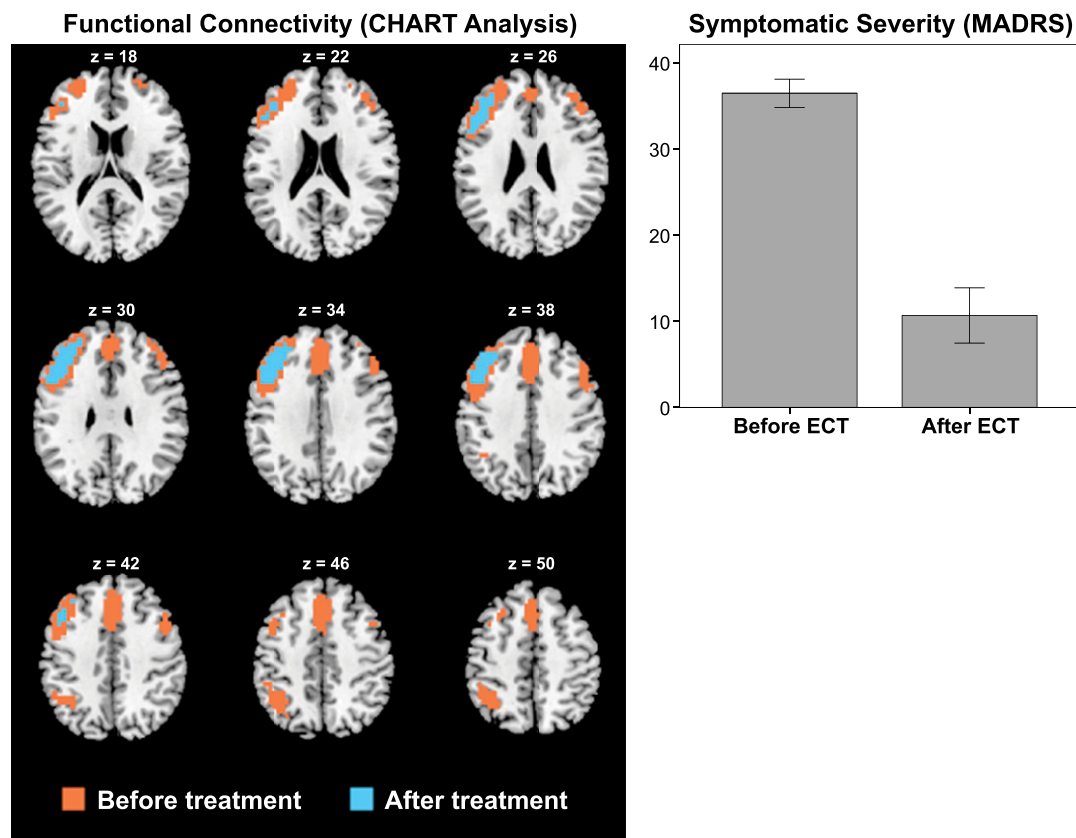 Functional Connectivity (CHART Analysis)
z = 18
z = 22
z = 26
z = 30
z = 34
z = 38
z = 42
z = 46
z = 50
Before treatment
After treatment
Symptomatic Severity (MADRS)
40
30
20
10
0
Before ECT
After ECT